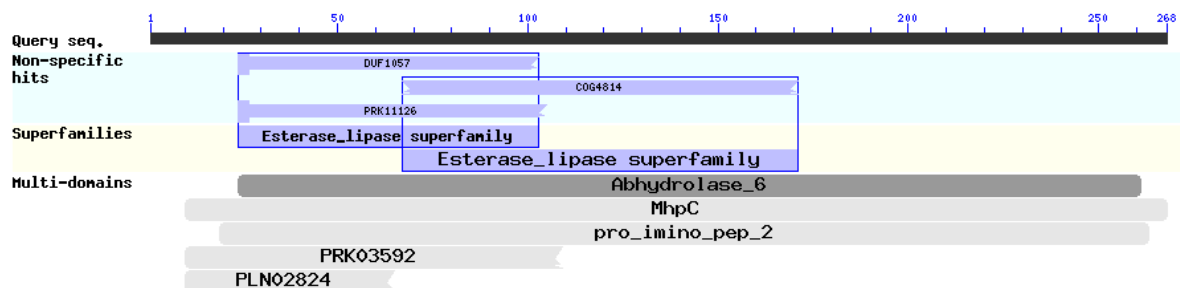 1 50 100 150 200 250 268
Query seq.
Non-specific
hits
DUF1057
COG4814
PRK11126
Superfamilies
Esterase_lipase superfamily
Esterase_lipase superfamily
Multi-domains
Abhydrolase_6
MhpC
pro_imino_pep_2
PRK03592
PLN02824